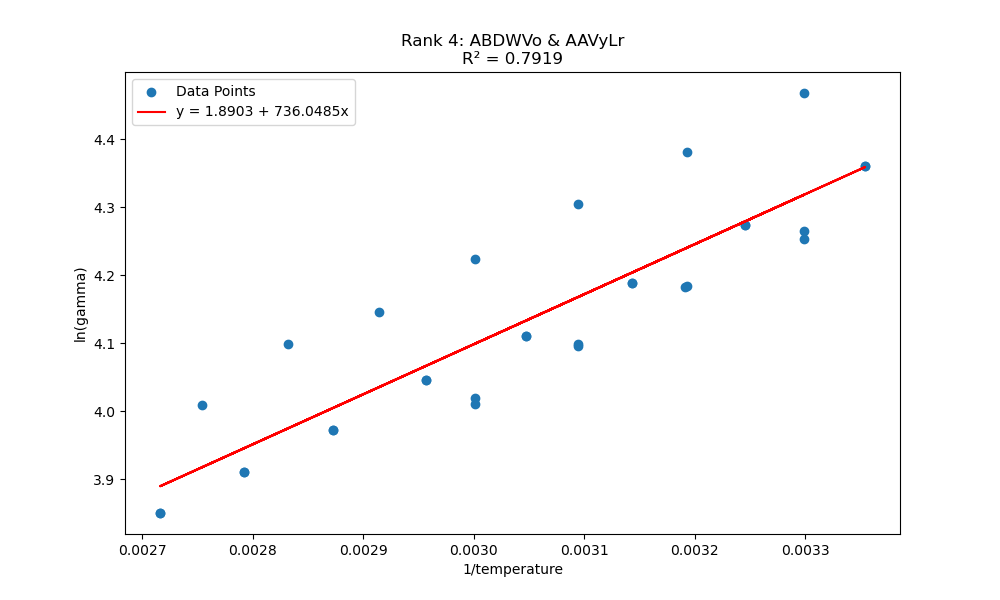 Rank 4: ABDWVo & AAVyLr
R² = 0.7919
Data Points
y = 1.8903 + 736.0485x
4.4
4.3
4.2
4.1
4.0
3.9
ln(gamma)
0.0027 0.0028 0.0029 0.0030 0.0031 0.0032 0.0033
1/temperature